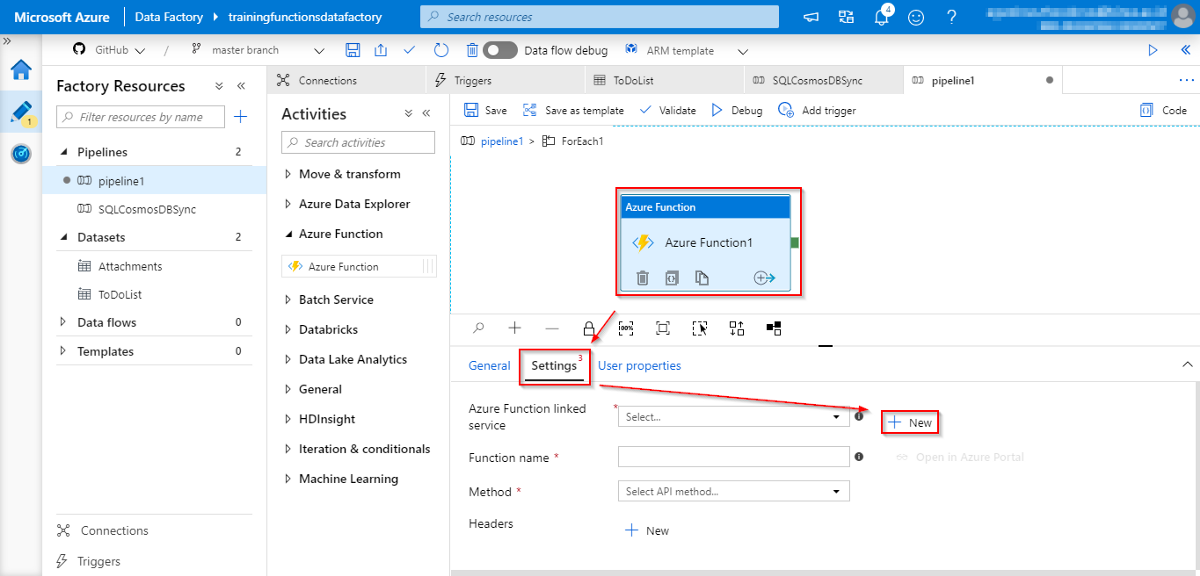 Microsoft Azure
Data Factory
trainingfunctionsdatafactory
Search resources
4
GitHub
/
master branch
Data flow debug
ARM template
1
Factory Resources
Filter resources by name
Pipelines 2
pipeline1
SQLCosmosDBSync
Datasets 2
Attachments
ToDoList
Data flows 0
Templates 0
Connections
Triggers
Connections
Triggers
ToDoList
SQLCosmosDBSync
pipeline1
Activities
Search activities
Move & transform
Azure Data Explorer
Azure Function
Azure Function
Batch Service
Databricks
Data Lake Analytics
General
HDInsight
Iteration & conditionals
Machine Learning
Save
Save as template
Validate
Debug
Add trigger
Code
pipeline1 > ForEach1
Azure Function
Azure Function1
100%
General
Settings 3
User properties
Azure Function linked
service *
Select...
New
Function name *
Open in Azure Portal
Method *
Select API method...
Headers
New